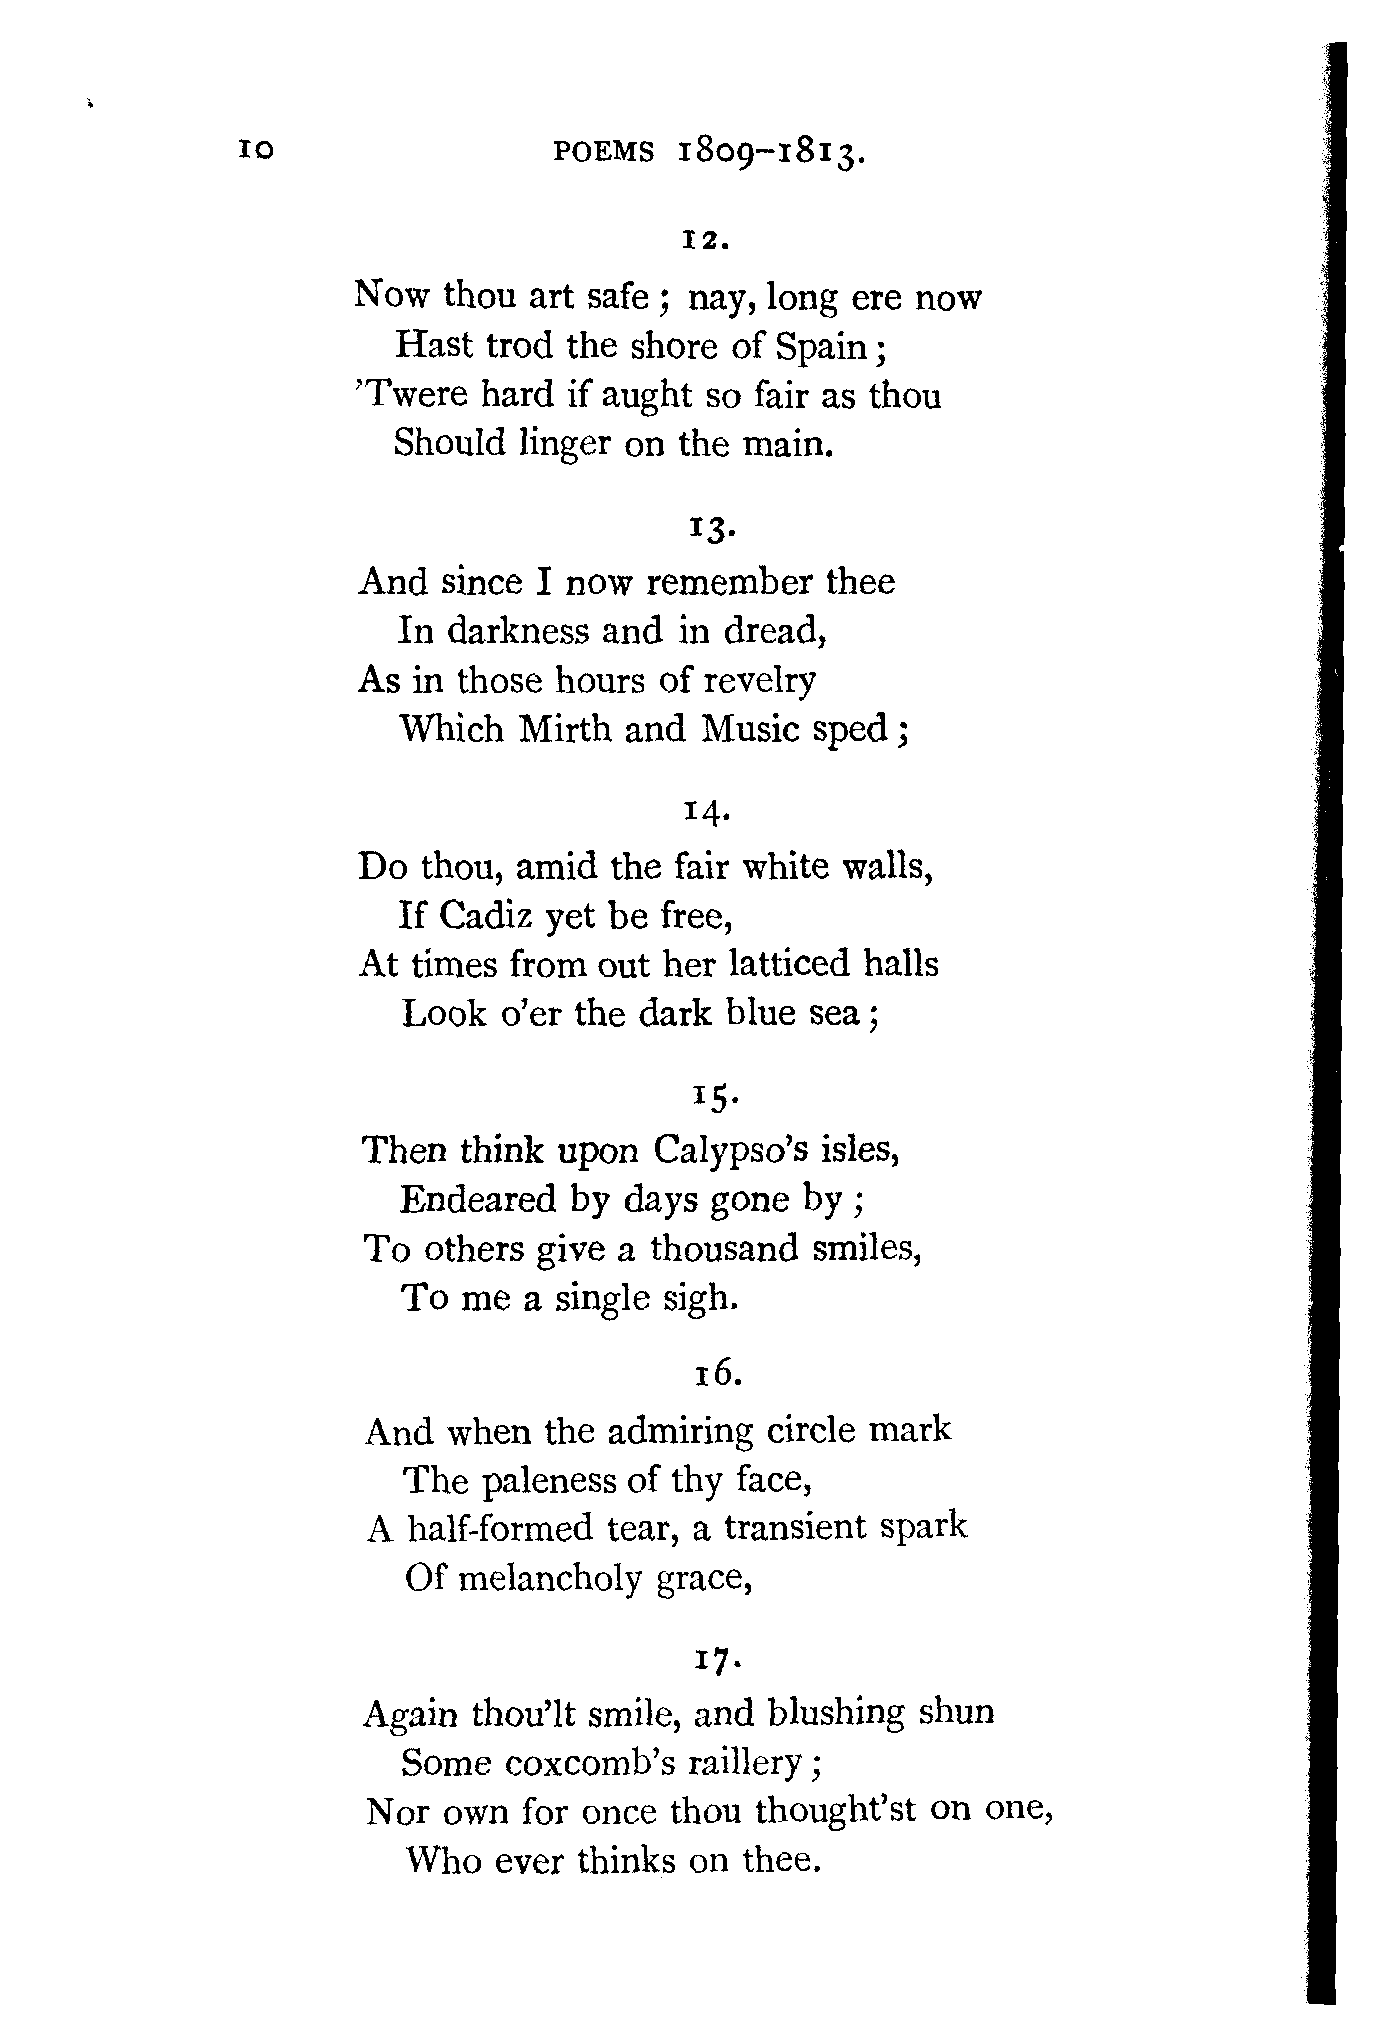 10 POEMS 1809–1813.
12.
Now thou art safe ; nay, long ere now
Hast trod the shore of Spain ;
’Twere hard if aught so fair as thou
Should linger on the main.
13.
And since I now remember thee
In darkness and in dread,
As in those hours of revelry
Which Mirth and Music sped ;
14.
Do thou, amid the fair white walls,
If Cadiz yet be free,
At times from out her latticed halls
Look o’er the dark blue sea ;
15.
Then think upon Calypso’s isles,
Endeared by days gone by ;
To others give a thousand smiles,
To me a single sigh.
16.
And when the admiring circle mark
The paleness of thy face,
A half-formed tear, a transient spark
Of melancholy grace,
17.
Again thou’lt smile, and blushing shun
Some coxcomb’s raillery ;
Nor own for once thou thought’st on one,
Who ever thinks on thee.